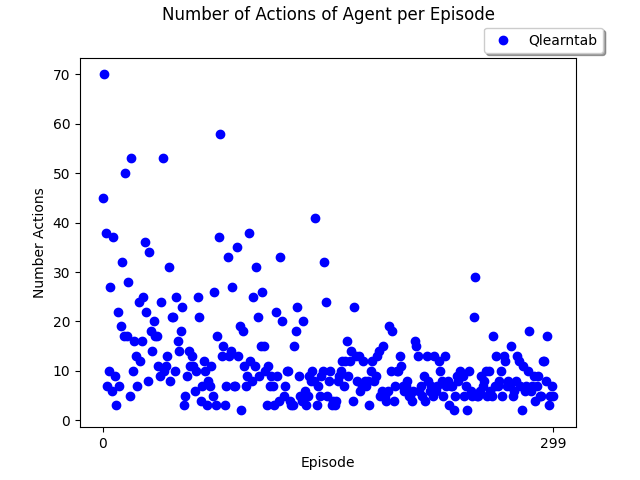 Number of Actions of Agent per Episode
Qlearntab
70
60
50
40
30
20
10
0
Number Actions
0 299
Episode